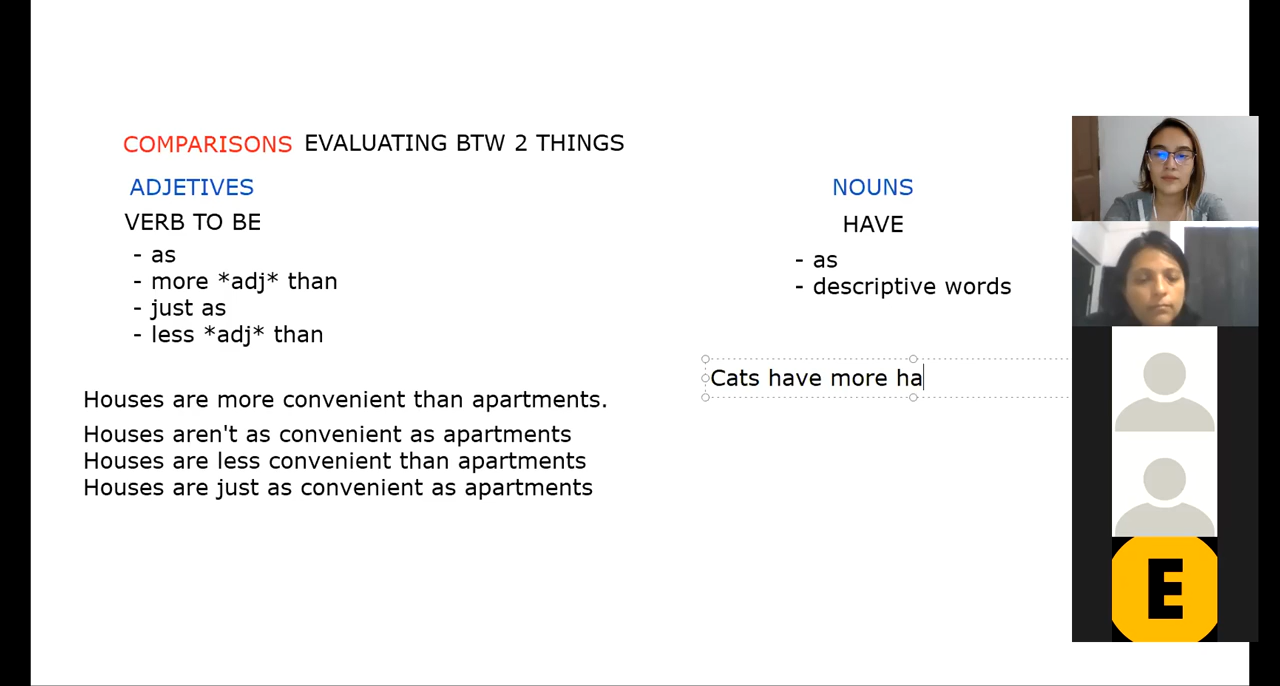 COMPARISONS EVALUATING BTW 2 THINGS
ADJETIVES
VERB TO BE
- as
- more *adj* than
- just as
- less *adj* than
Houses are more convenient than apartments.
Houses aren't as convenient as apartments
Houses are less convenient than apartments
Houses are just as convenient as apartments
NOUNS
HAVE
- as
- descriptive words
Cats have more ha
E